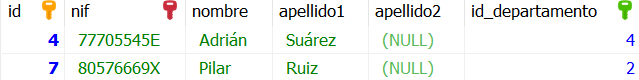 id nif nombre apellido1 apellido2 id_departamento
4 77705545E Adrián Suárez (NULL) 4
7 80576669X Pilar Ruiz (NULL) 2